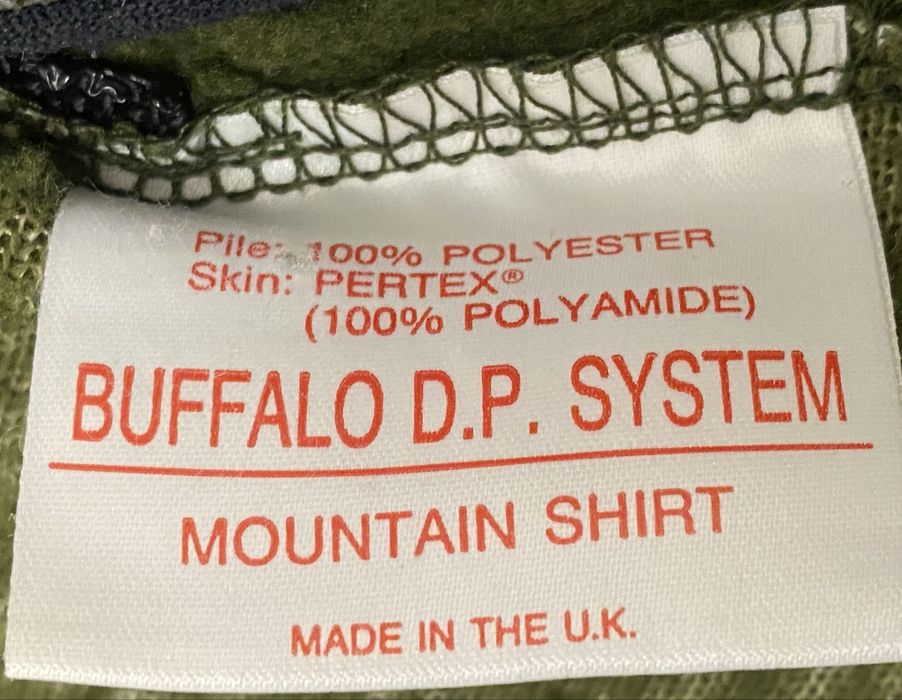 Pile: 100% POLYESTER
Skin: PERTEX®
(100% POLYAMIDE)
BUFFALO D.P. SYSTEM
MOUNTAIN SHIRT
MADE IN THE U.K.